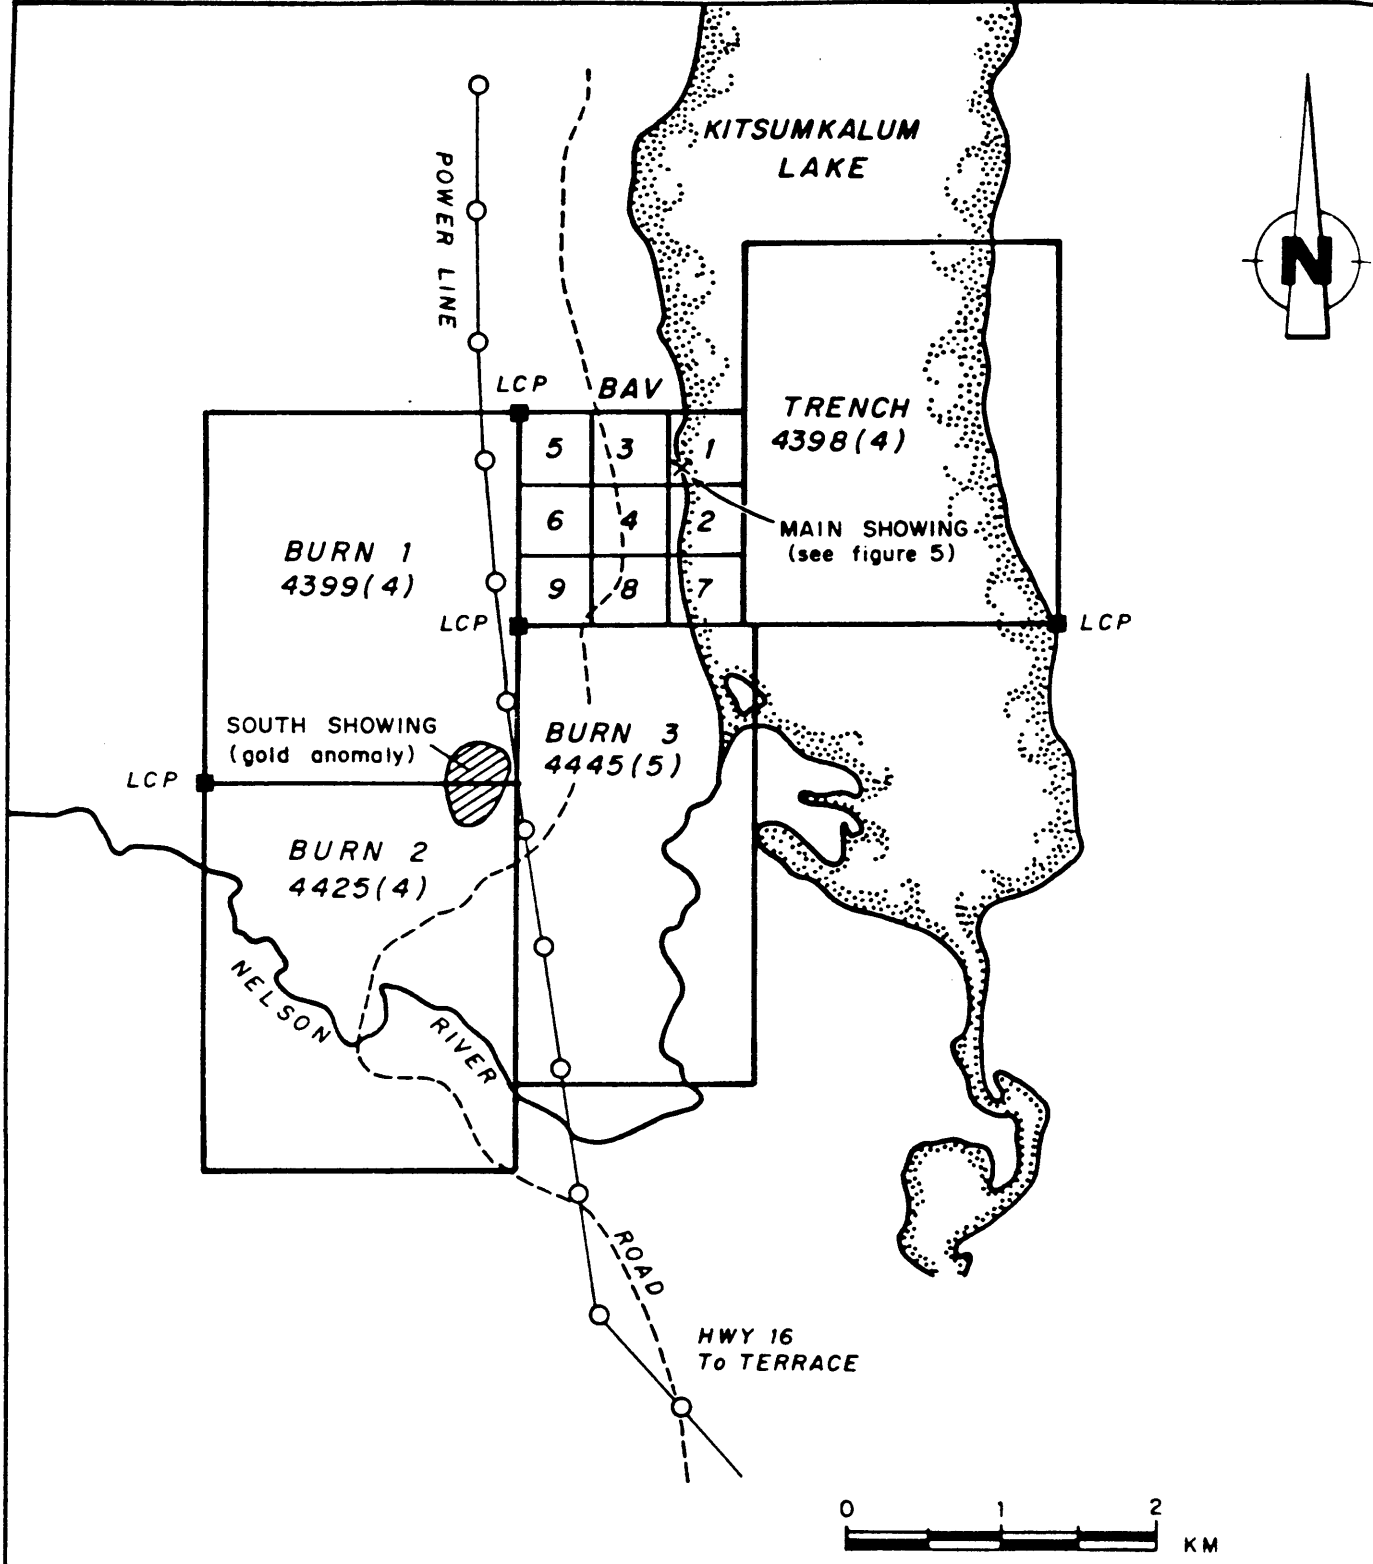 KITSUMKALUM
LAKE
POWER LINE
N
LCP
BAV
TRENCH
4398(4)
5
3
1
6
4
2
MAIN SHOWING
(see figure 5)
BURN 1
4399(4)
9
8
7
LCP
LCP
SOUTH SHOWING
(gold anomaly)
BURN 3
4445(5)
LCP
BURN 2
4425(4)
NELSON
RIVER
ROAD
HWY 16
To TERRACE
0 1 2
KM